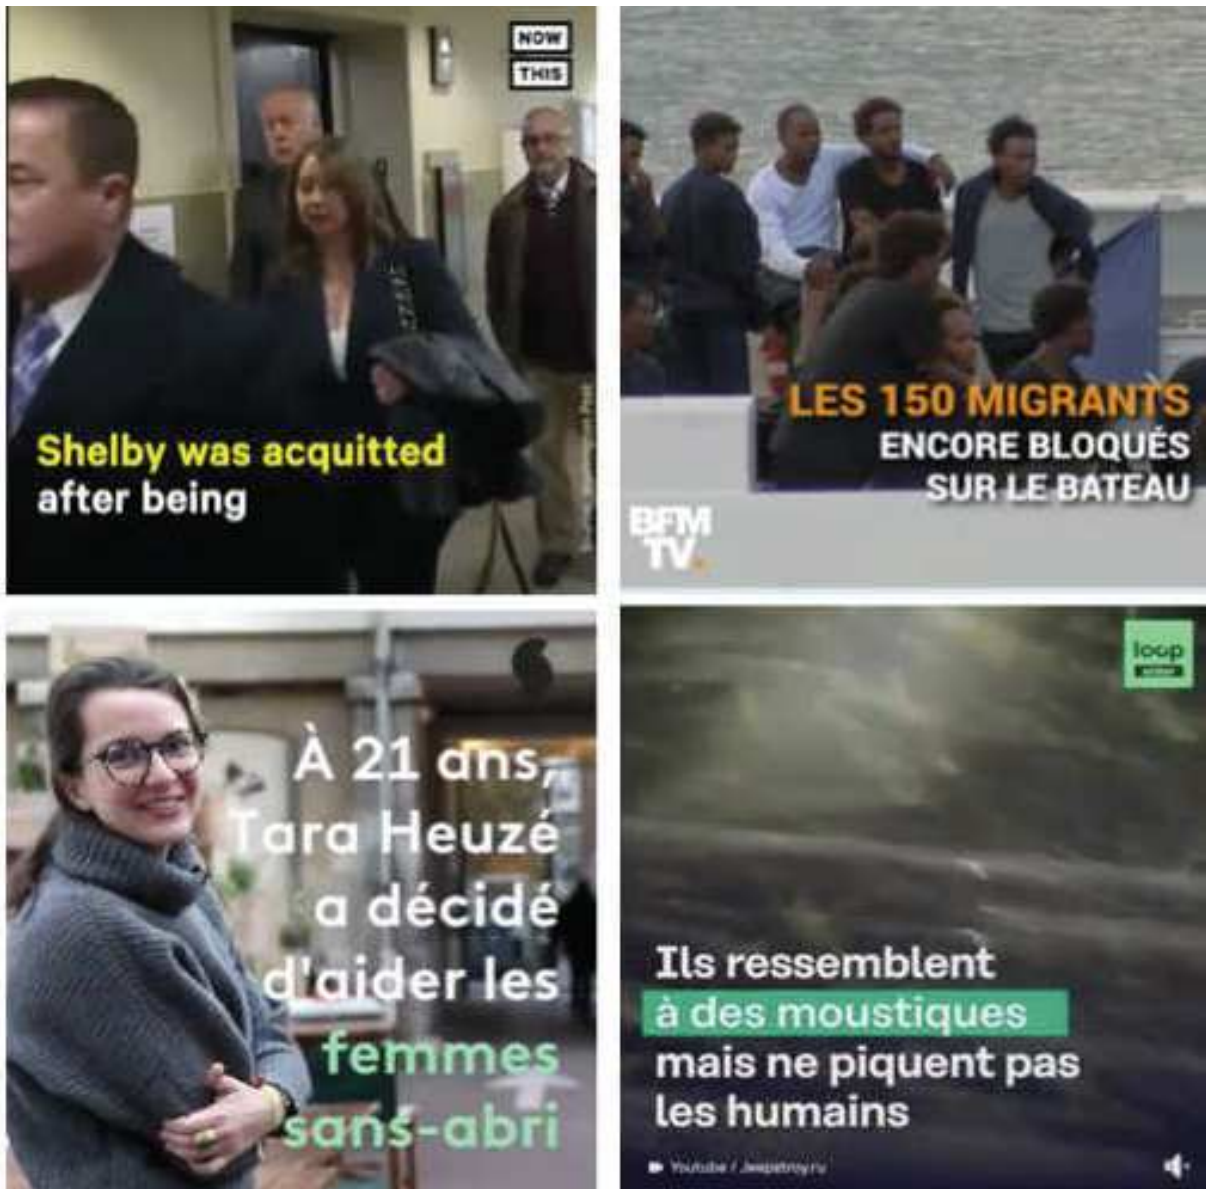 NOW
THIS
Shelby was acquitted
after being
LES 150 MIGRANTS
ENCORE BLOQUÉS
SUR LE BATEAU
BFM
TV.
À 21 ans,
Tara Heuzé
a décidé
d'aider les
femmes
sans-abri
loop
Ils ressemblent
à des moustiques
mais ne piquent pas
les humains
Youtube /